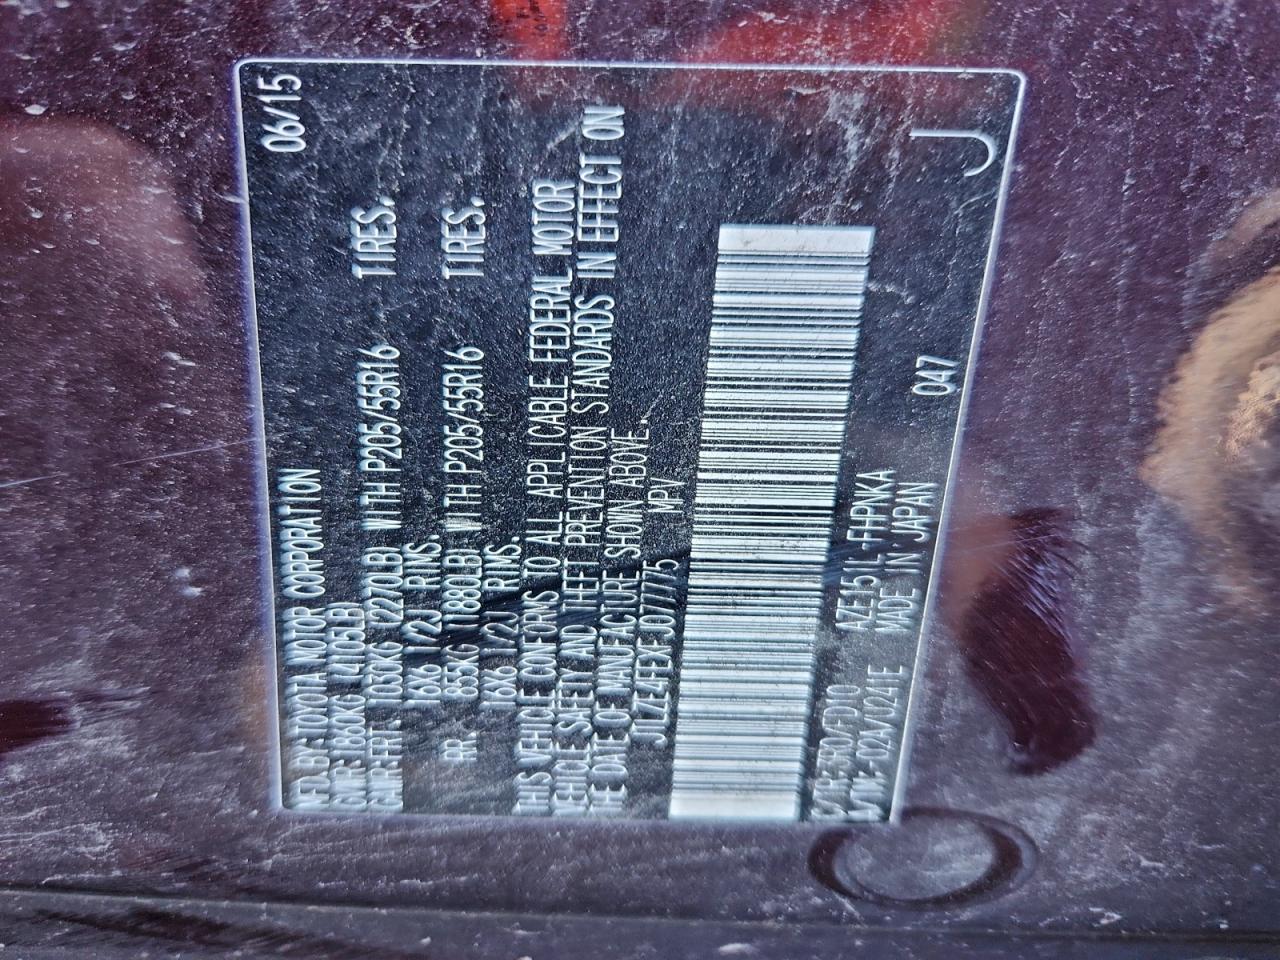 MFD. BY: TOYOTA MOTOR CORPORATION 06/15
GVWR: 1860KG (4105LB)
GAWR: FRT. 1030KG (2270LB) WITH P205/55R16 TIRES.
16X6 1/2J RIMS.
RR. 855KG (1880LB) WITH P205/55R16 TIRES.
16X6 1/2J RIMS.
THIS VEHICLE CONFORMS TO ALL APPLICABLE FEDERAL MOTOR
VEHICLE SAFETY AND THEFT PREVENTION STANDARDS IN EFFECT ON
THE DATE OF MANUFACTURE SHOWN ABOVE.
MPV
AZE151L-FHPKA
MADE IN JAPAN 047
J